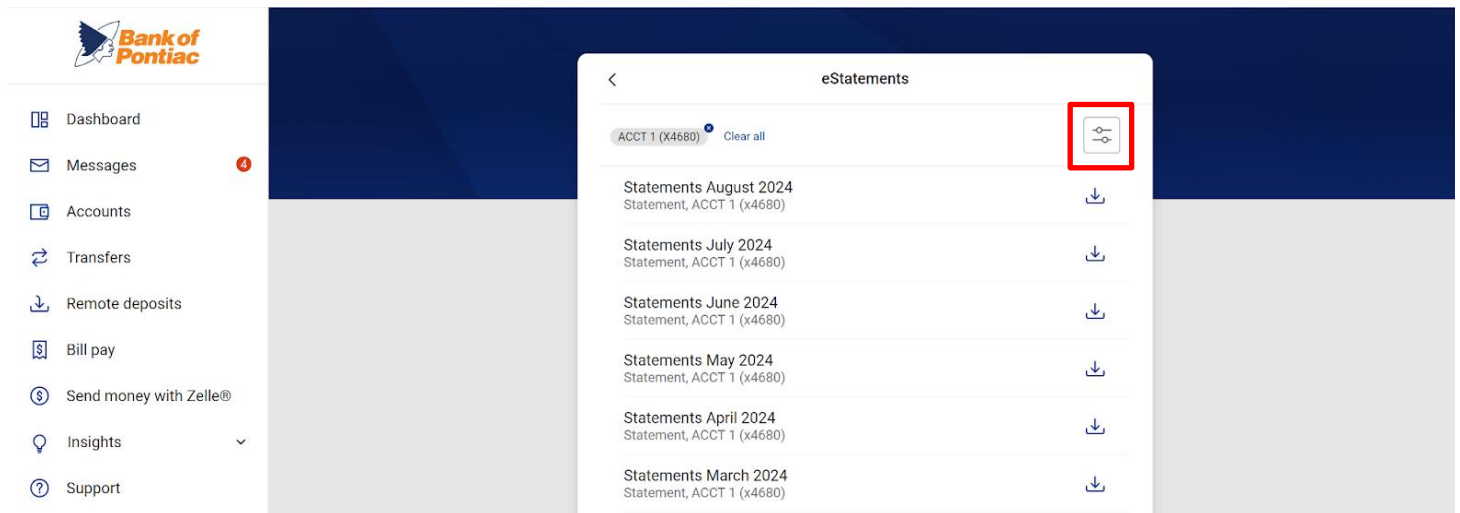 Bank of
Pontiac
Dashboard
Messages
4
Accounts
Transfers
Remote deposits
Bill pay
Send money with Zelle®
Insights
Support
eStatements
ACCT 1 (X4680)
Clear all
Statements August 2024
Statement, ACCT 1 (x4680)
Statements July 2024
Statement, ACCT 1 (x4680)
Statements June 2024
Statement, ACCT 1 (x4680)
Statements May 2024
Statement, ACCT 1 (x4680)
Statements April 2024
Statement, ACCT 1 (x4680)
Statements March 2024
Statement, ACCT 1 (x4680)